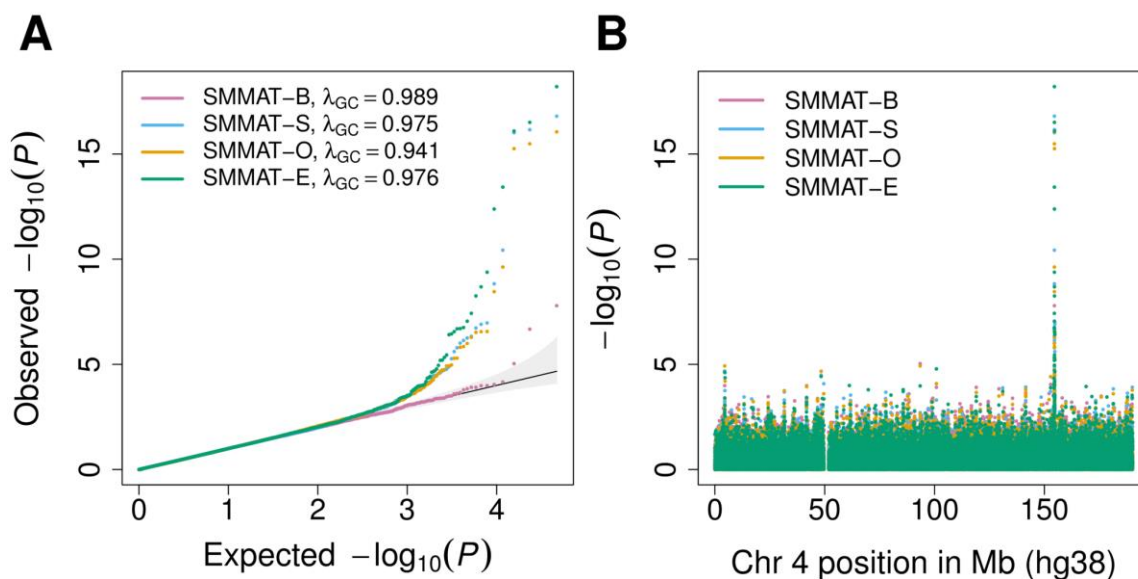 A
SMMAT−B, λGC = 0.989
SMMAT−S, λGC = 0.975
SMMAT−O, λGC = 0.941
SMMAT−E, λGC = 0.976
Observed −log10(P)
15
10
5
0
0 1 2 3 4
Expected −log10(P)
B
SMMAT−B
SMMAT−S
SMMAT−O
SMMAT−E
−log10(P)
15
10
5
0
0 50 100 150
Chr 4 position in Mb (hg38)